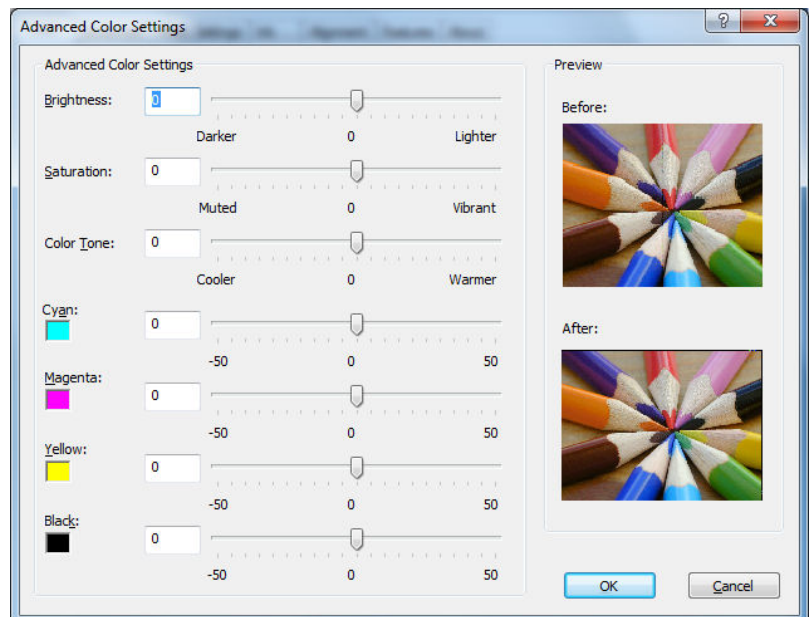 Advanced Color Settings
Advanced Color Settings
Brightness: 0
Darker 0 Lighter
Saturation: 0
Muted 0 Vibrant
Color Tone: 0
Cooler 0 Warmer
Cyan:
0
-50 0 50
Magenta:
0
-50 0 50
Yellow:
0
-50 0 50
Black:
0
-50 0 50
Preview
Before:
After:
OK Cancel